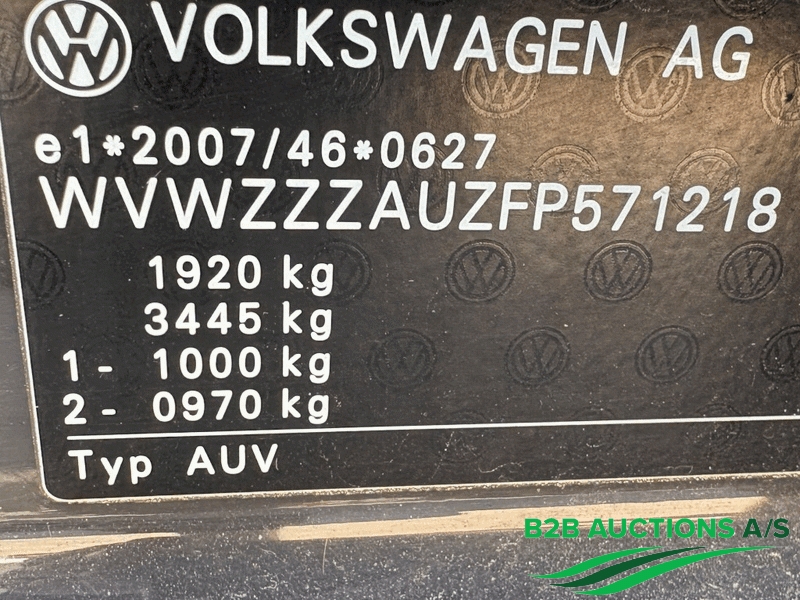 VOLKSWAGEN AG
e1*2007/46*0627
WVWZZZAUZFP571218
1920 kg
3445 kg
1- 1000 kg
2- 0970 kg
Typ AUV
B2B AUCTIONS A/S